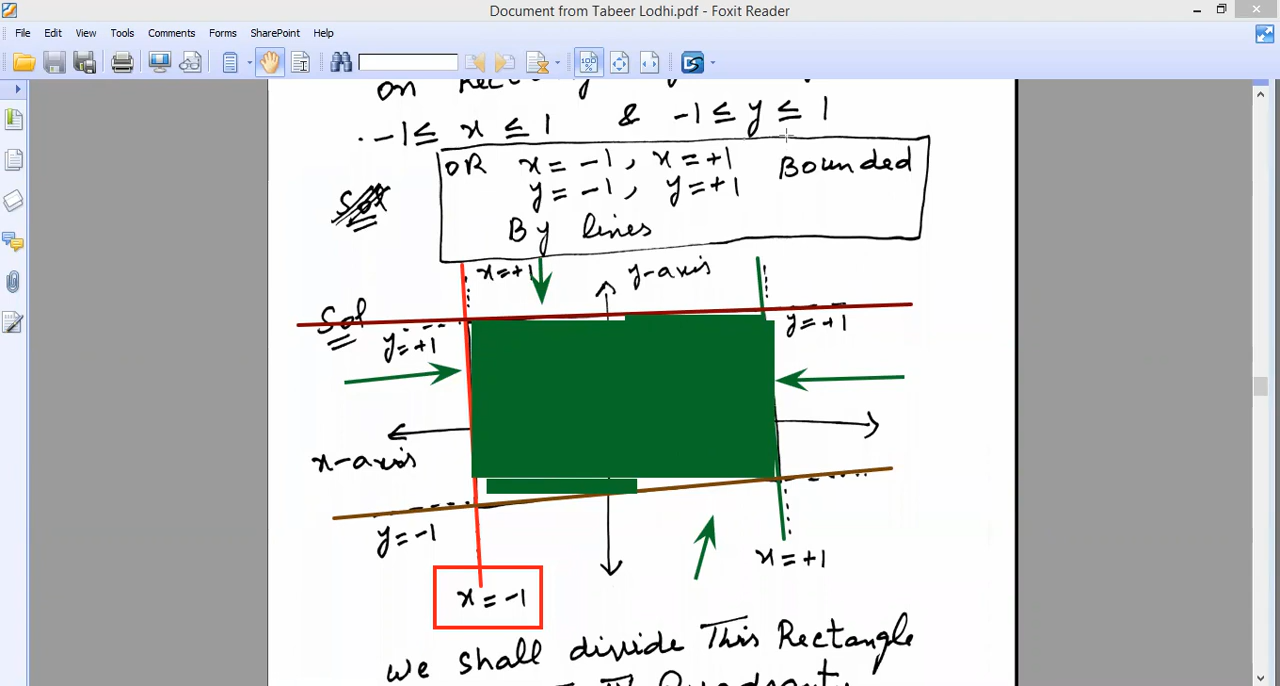 Document from Tabeer Lodhi.pdf - Foxit Reader
File Edit View Tools Comments Forms SharePoint Help
on
-1 ≤ x ≤ 1 & -1 ≤ y ≤ 1
OR x = -1, x = +1 Bounded
y = -1, y = +1
By lines
Sol
x = +1 y-axis
Sol
y = +1 y = +1
x-axis
y = -1
x = +1
x = -1
we shall divide This Rectangle